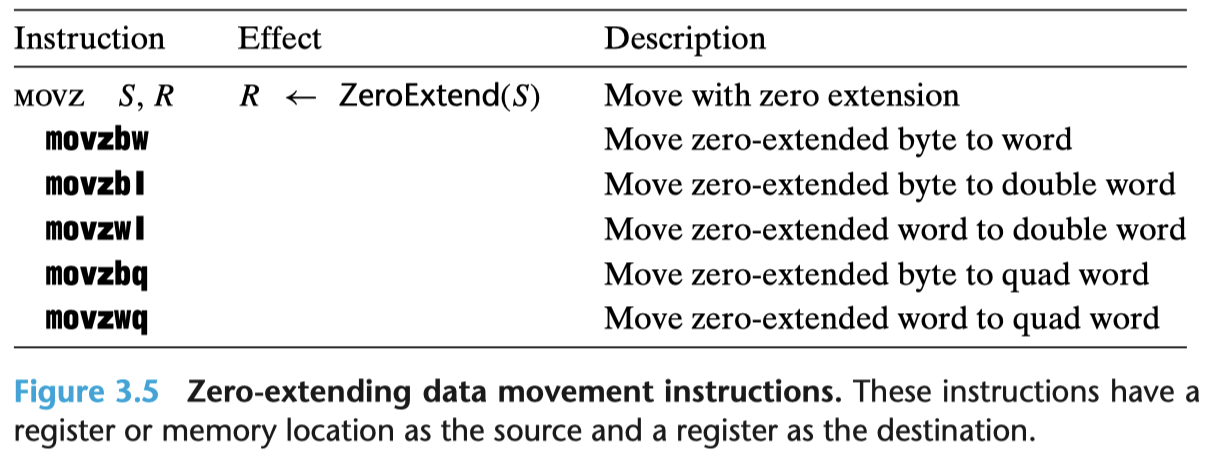 Instruction Effect Description
MOVZ S, R R ← ZeroExtend(S) Move with zero extension
movzbw Move zero-extended byte to word
movzbl Move zero-extended byte to double word
movzwl Move zero-extended word to double word
movzbq Move zero-extended byte to quad word
movzwq Move zero-extended word to quad word
Figure 3.5 Zero-extending data movement instructions. These instructions have a
register or memory location as the source and a register as the destination.